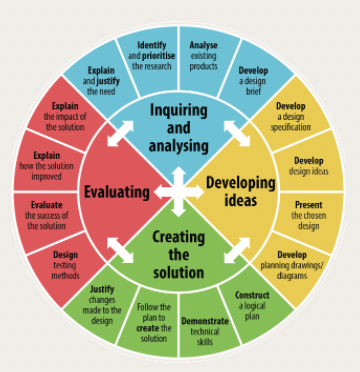 Identify
and prioritise
the research
Analyse
existing
products
Explain
and justify
the need
Develop
a design
brief
Inquiring
and
analysing
Explain
the impact of
the solution
Develop
a design
specification
Explain
how the solution
improved
Develop
design ideas
Evaluating
Developing
ideas
Evaluate
the success of
the solution
Present
the chosen
design
Creating
the
solution
Design
testing
methods
Develop
planning drawings/
diagrams
Justify
changes
made to the
design
Follow the
plan to
create the
solution
Demonstrate
technical
skills
Construct
a logical
plan